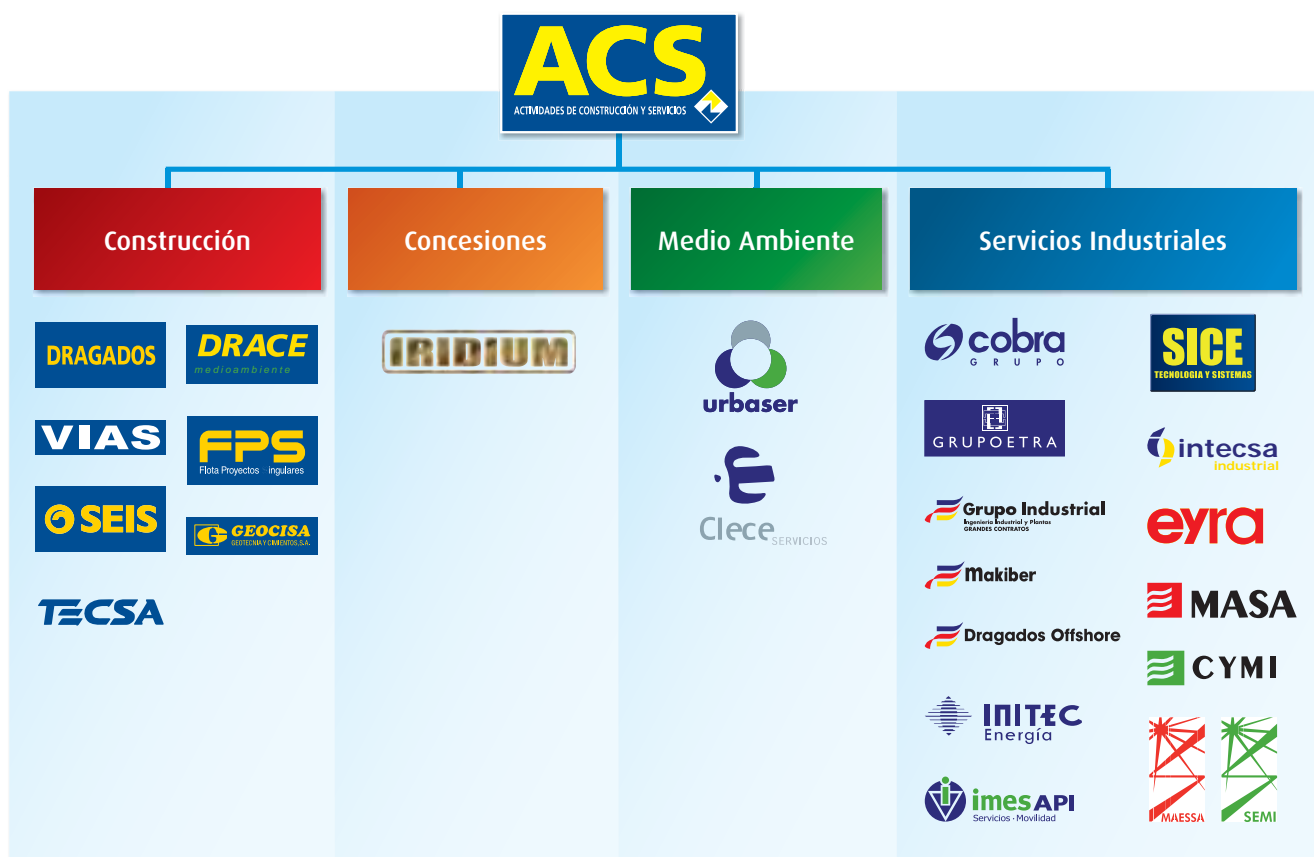 ACS
ACTIVIDADES DE CONSTRUCCIÓN Y SERVICIOS
Construcción
DRAGADOS
DRACE
medioambiente
VIAS
FPS
Flota Proyectos ingulares
SEIS
GEOCISA
GEOTECNIA Y CIMIENTOS, S.A.
TECSA
Concesiones
IRIDIUM
Medio Ambiente
urbaser
Clece SERVICIOS
Servicios Industriales
cobra
GRUPO
SICE
TECNOLOGIA Y SISTEMAS
GRUPOETRA
intecsa
industrial
Grupo Industrial
Ingeniería Industrial y Plantas
GRANDES CONTRATOS
eyra
Makiber
MASA
Dragados Offshore
CYMI
INITEC
Energía
MAESSA
SEMI
imesAPI
Servicios · Movilidad